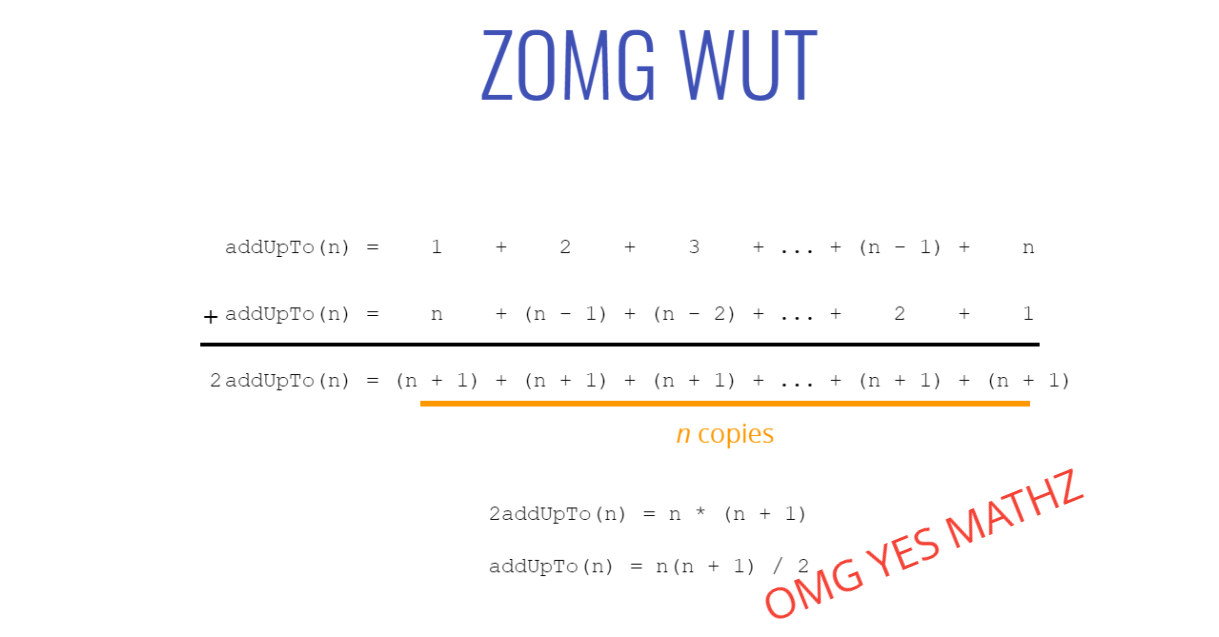 ZOMG WUT
addUpTo(n) = 1 + 2 + 3 + ... + (n - 1) + n
+ addUpTo(n) = n + (n - 1) + (n - 2) + ... + 2 + 1
2addUpTo(n) = (n + 1) + (n + 1) + (n + 1) + ... + (n + 1) + (n + 1)
n copies
2addUpTo(n) = n * (n + 1)
addUpTo(n) = n(n + 1) / 2
OMG YES MATHZ